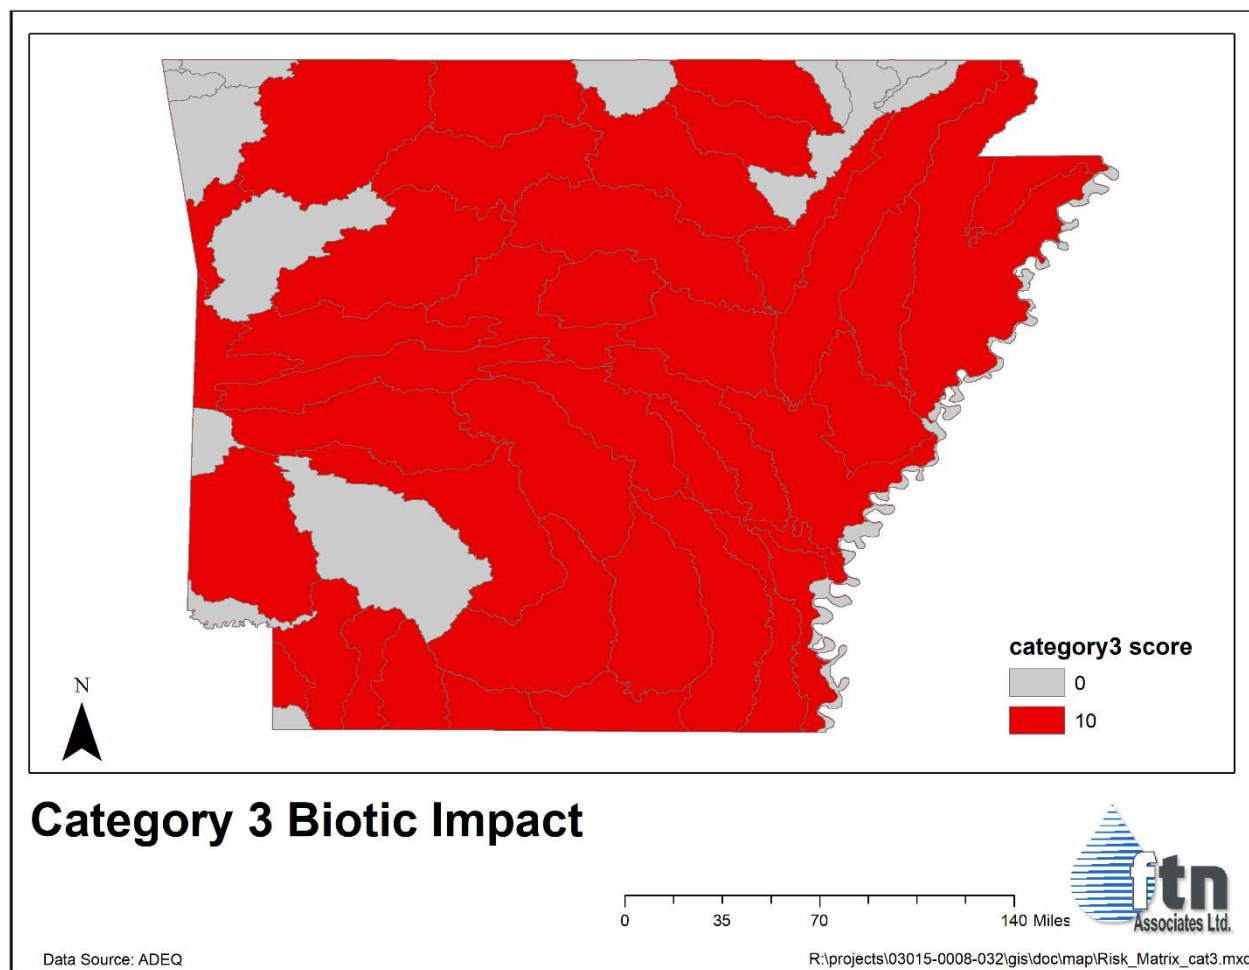 N
category3 score
0
10
Category 3 Biotic Impact
ftn
Associates Ltd.
0 35 70 140 Miles
Data Source: ADEQ
R:\projects\03015-0008-032\gis\doc\map\Risk_Matrix_cat3.mxd